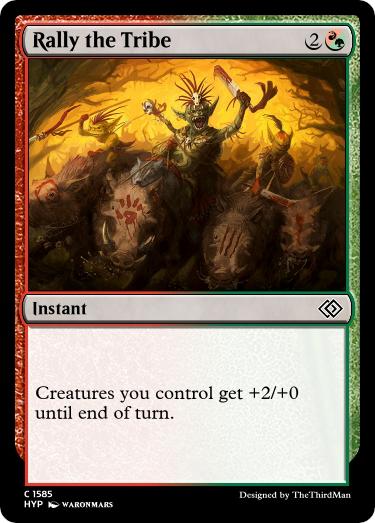 Rally the Tribe 2
Instant
Creatures you control get +2/+0
until end of turn.
C 1585
HYP WARONMARS
Designed by TheThirdMan